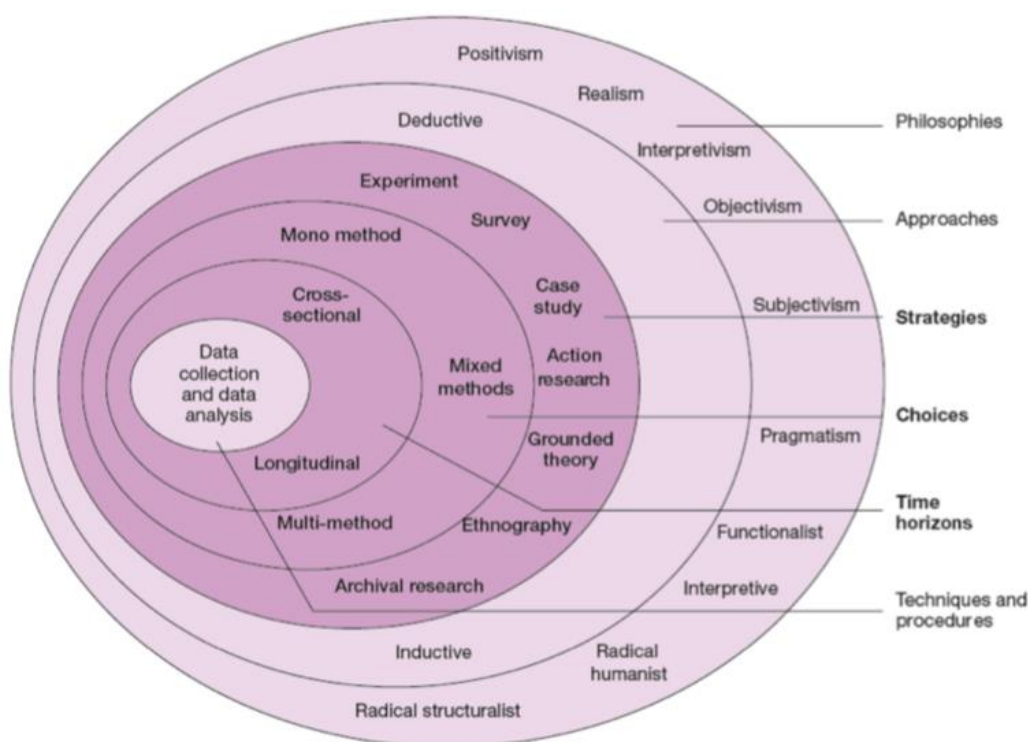 Positivism
Realism
Philosophies
Deductive
Interpretivism
Experiment
Objectivism
Approaches
Survey
Mono method
Case
study
Cross-
sectional
Subjectivism
Strategies
Data
collection
and data
analysis
Mixed
methods
Action
research
Choices
Grounded
theory
Pragmatism
Longitudinal
Time
horizons
Multi-method
Ethnography
Functionalist
Archival research
Interpretive
Techniques and
procedures
Inductive
Radical
humanist
Radical structuralist